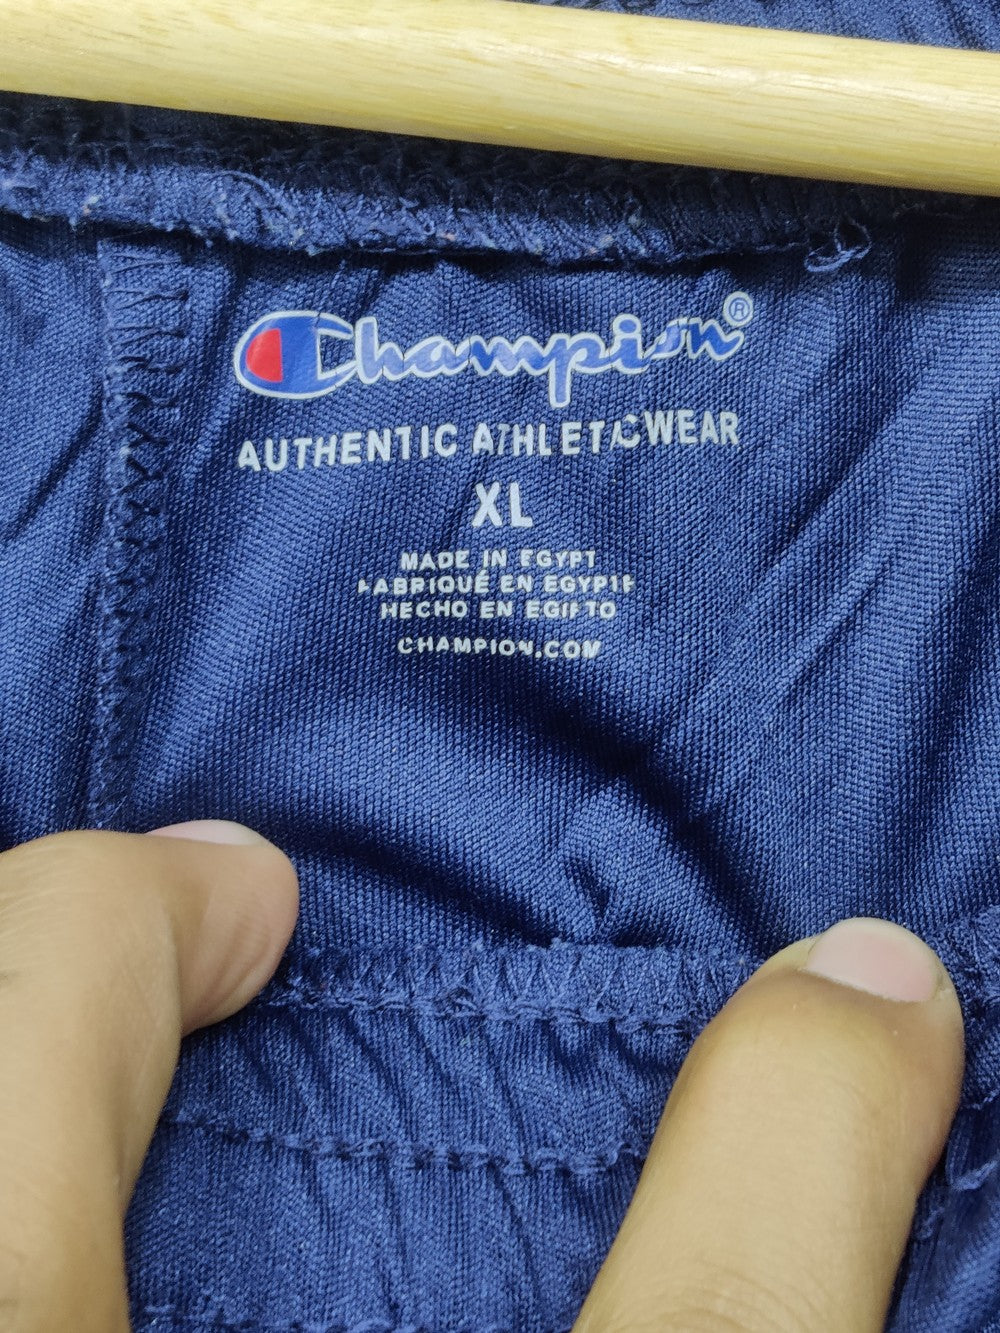 Champion®
AUTHENTIC ATHLETICWEAR
XL
MADE IN EGYPT
FABRIQUÉ EN EGYPTE
HECHO EN EGIPTO
CHAMPION.COM